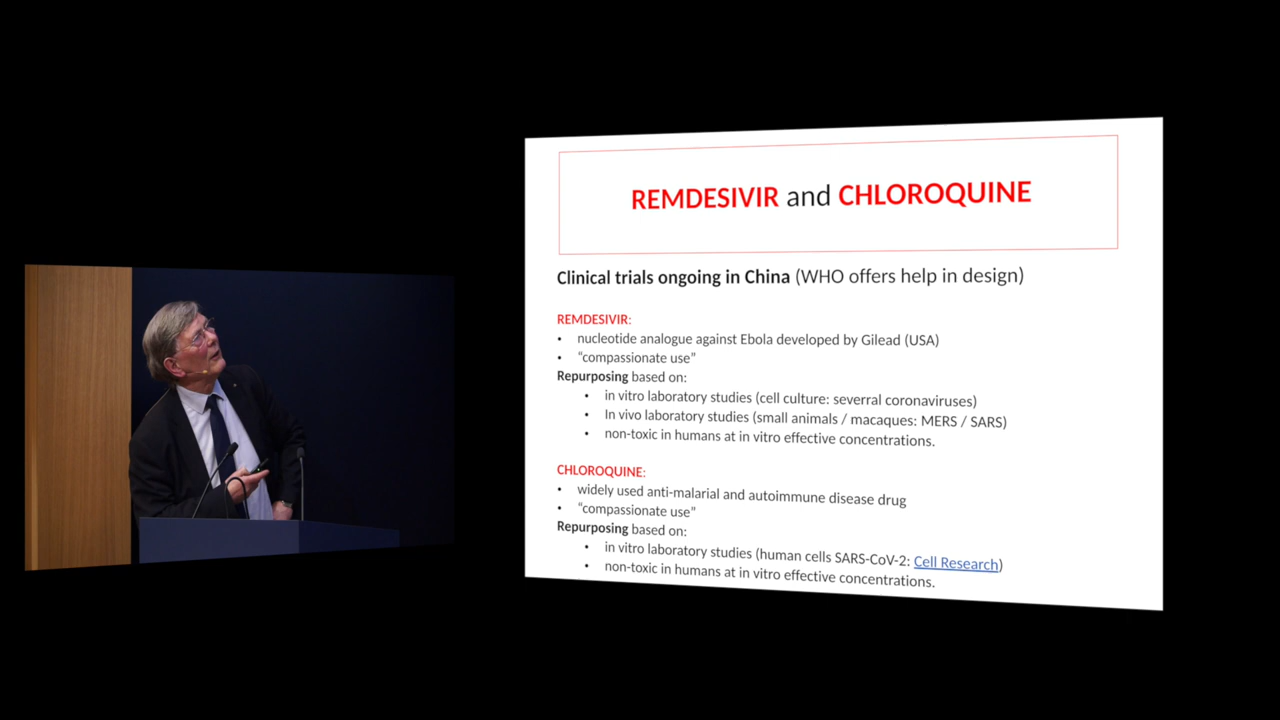 REMDESIVIR and CHLOROQUINE
Clinical trials ongoing in China (WHO offers help in design)
REMDESIVIR:
• nucleotide analogue against Ebola developed by Gilead (USA)
• “compassionate use”
Repurposing based on:
• in vitro laboratory studies (cell culture: severral coronaviruses)
• In vivo laboratory studies (small animals / macaques: MERS / SARS)
• non-toxic in humans at in vitro effective concentrations.
CHLOROQUINE:
• widely used anti-malarial and autoimmune disease drug
• “compassionate use”
Repurposing based on:
• in vitro laboratory studies (human cells SARS-CoV-2: Cell Research)
• non-toxic in humans at in vitro effective concentrations.